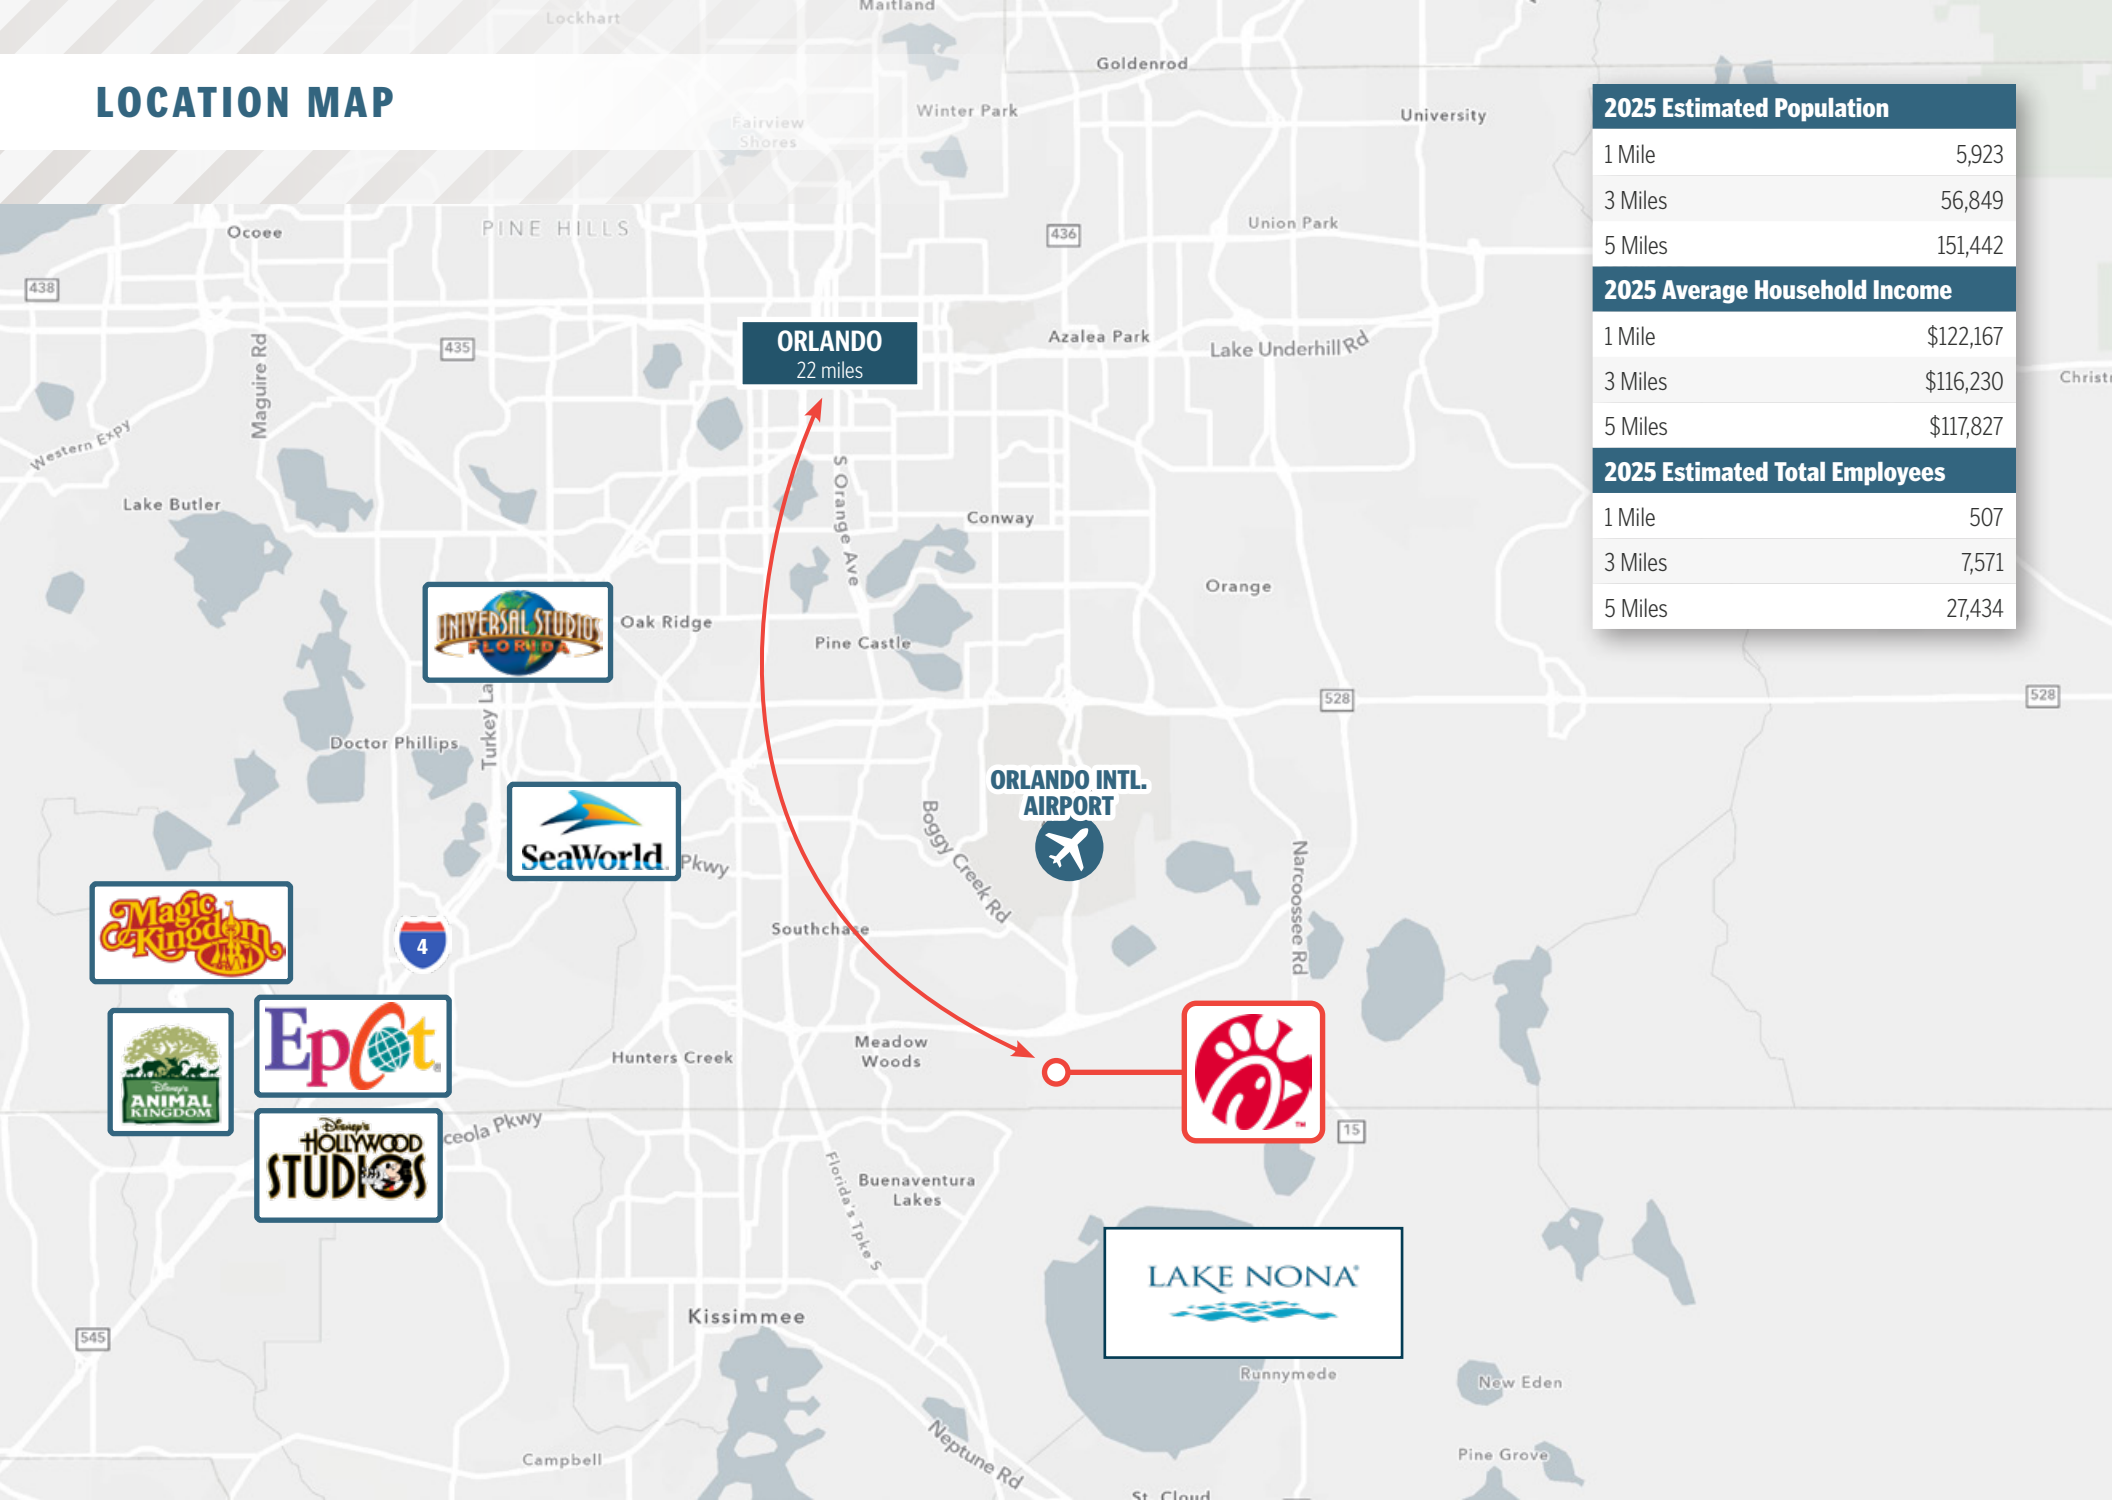 Lockhart
Maitland
Goldenrod
LOCATION MAP
Fairview
Shores
Winter Park
University
2025 Estimated Population
1 Mile 5,923
3 Miles 56,849
5 Miles 151,442
2025 Average Household Income
1 Mile $122,167
3 Miles $116,230
5 Miles $117,827
2025 Estimated Total Employees
1 Mile 507
3 Miles 7,571
5 Miles 27,434
Ocoee
PINE HILLS
436
Union Park
438
Maguire Rd
435
ORLANDO
22 miles
Azalea Park
Lake Underhill Rd
Western Expy
S Orange Ave
Lake Butler
Conway
Orange
UNIVERSAL STUDIOS
FLORIDA
Oak Ridge
Pine Castle
528
528
Turkey La
Doctor Phillips
ORLANDO INTL.
AIRPORT
SeaWorld
Pkwy
Boggy Creek Rd
Narcoossee Rd
Magic
Kingdom
4
Southchase
Epcot
Disney's
ANIMAL
KINGDOM
Hunters Creek
Meadow
Woods
TM
Disney's
HOLLYWOOD
STUDIOS
ceola Pkwy
15
Florida's Tpke S
Buenaventura
Lakes
LAKE NONA®
Kissimmee
545
Runnymede
New Eden
Neptune Rd
Campbell
Pine Grove
St. Cloud